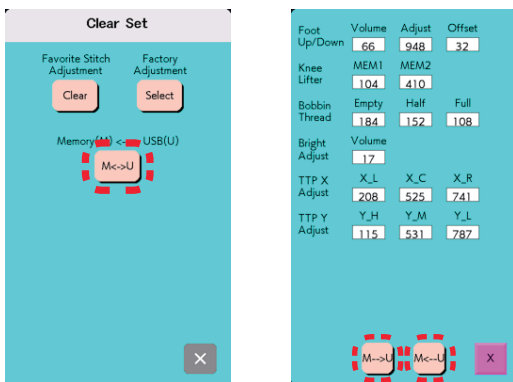 Clear Set
Favorite Stitch Adjustment
Factory Adjustment
Clear
Select
Memory(M) <-> USB(U)
M<->U
×
Foot Up/Down
Volume Adjust Offset
66 948 32
Knee Lifter
MEM1 MEM2
104 410
Bobbin Thread
Empty Half Full
184 152 108
Bright Adjust
Volume
17
TTP X Adjust
X_L X_C X_R
208 525 741
TTP Y Adjust
Y_H Y_M Y_L
115 531 787
M-->U M<--U X